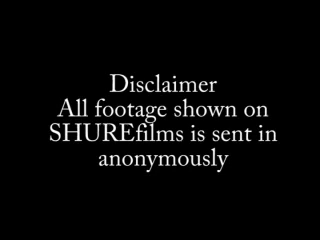 Disclaimer
All footage shown on
SHUREfilms is sent in
anonymously